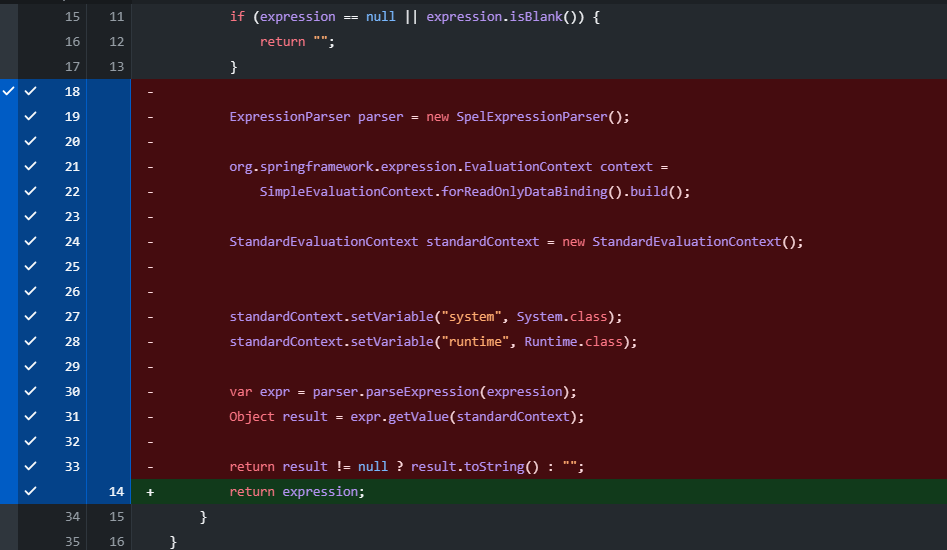 15 11 if (expression == null || expression.isBlank()) {
16 12 return "";
17 13 }
18 -
19 - ExpressionParser parser = new SpelExpressionParser();
20 -
21 - org.springframework.expression.EvaluationContext context =
22 - SimpleEvaluationContext.forReadOnlyDataBinding().build();
23 -
24 - StandardEvaluationContext standardContext = new StandardEvaluationContext();
25 -
26 -
27 - standardContext.setVariable("system", System.class);
28 - standardContext.setVariable("runtime", Runtime.class);
29 -
30 - var expr = parser.parseExpression(expression);
31 - Object result = expr.getValue(standardContext);
32 -
33 - return result != null ? result.toString() : "";
14 + return expression;
34 15 }
35 16 }